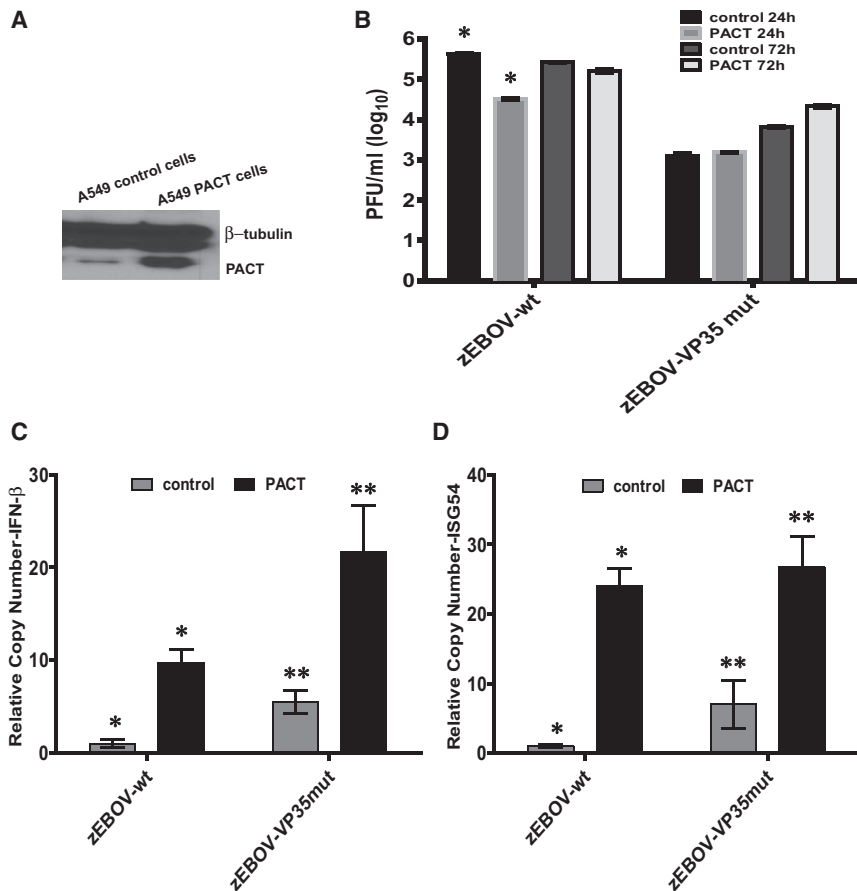 A
A549 control cells
A549 PACT cells
β–tubulin
PACT
B
control 24h
PACT 24h
control 72h
PACT 72h
PFU/ml (log10)
6
5
4
3
2
1
0
*
*
zEBOV-wt
zEBOV-VP35 mut
C
Relative Copy Number-IFN-β
30
20
10
0
control
PACT
*
*
**
**
zEBOV-wt
zEBOV-VP35mut
D
Relative Copy Number-ISG54
40
30
20
10
0
control
PACT
*
*
**
**
zEBOV-wt
zEBOV-VP35mut